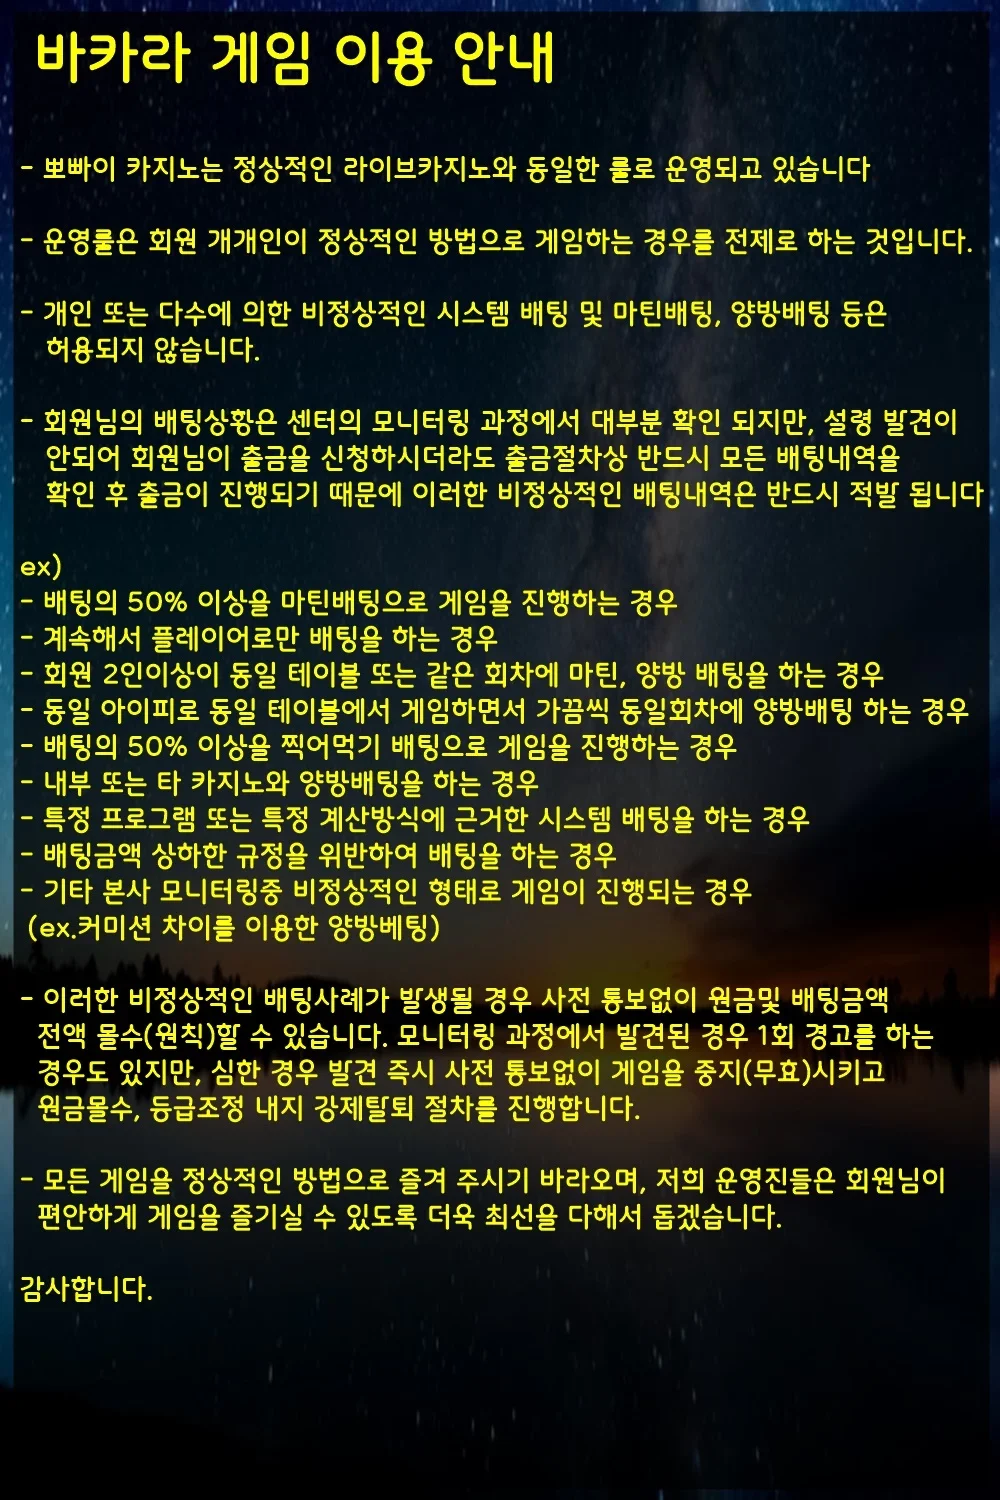 바카라 게임 이용 안내
- 뽀빠이 카지노는 정상적인 라이브카지노와 동일한 룰로 운영되고 있습니다
- 운영룰은 회원 개개인이 정상적인 방법으로 게임하는 경우를 전제로 하는 것입니다.
- 개인 또는 다수에 의한 비정상적인 시스템 배팅 및 마틴배팅, 양방배팅 등은
허용되지 않습니다.
- 회원님의 배팅상황은 센터의 모니터링 과정에서 대부분 확인 되지만, 설령 발견이
안되어 회원님이 출금을 신청하시더라도 출금절차상 반드시 모든 배팅내역을
확인 후 출금이 진행되기 때문에 이러한 비정상적인 배팅내역은 반드시 적발 됩니다
ex)
- 배팅의 50% 이상을 마틴배팅으로 게임을 진행하는 경우
- 계속해서 플레이어로만 배팅을 하는 경우
- 회원 2인이상이 동일 테이블 또는 같은 회차에 마틴, 양방 배팅을 하는 경우
- 동일 아이피로 동일 테이블에서 게임하면서 가끔씩 동일회차에 양방배팅 하는 경우
- 배팅의 50% 이상을 찍어먹기 배팅으로 게임을 진행하는 경우
- 내부 또는 타 카지노와 양방배팅을 하는 경우
- 특정 프로그램 또는 특정 계산방식에 근거한 시스템 배팅을 하는 경우
- 배팅금액 상하한 규정을 위반하여 배팅을 하는 경우
- 기타 본사 모니터링중 비정상적인 형태로 게임이 진행되는 경우
(ex.커미션 차이를 이용한 양방베팅)
- 이러한 비정상적인 배팅사례가 발생될 경우 사전 통보없이 원금및 배팅금액
전액 몰수(원칙)할 수 있습니다. 모니터링 과정에서 발견된 경우 1회 경고를 하는
경우도 있지만, 심한 경우 발견 즉시 사전 통보없이 게임을 중지(무효)시키고
원금몰수, 등급조정 내지 강제탈퇴 절차를 진행합니다.
- 모든 게임을 정상적인 방법으로 즐겨 주시기 바라오며, 저희 운영진들은 회원님이
편안하게 게임을 즐기실 수 있도록 더욱 최선을 다해서 돕겠습니다.
감사합니다.